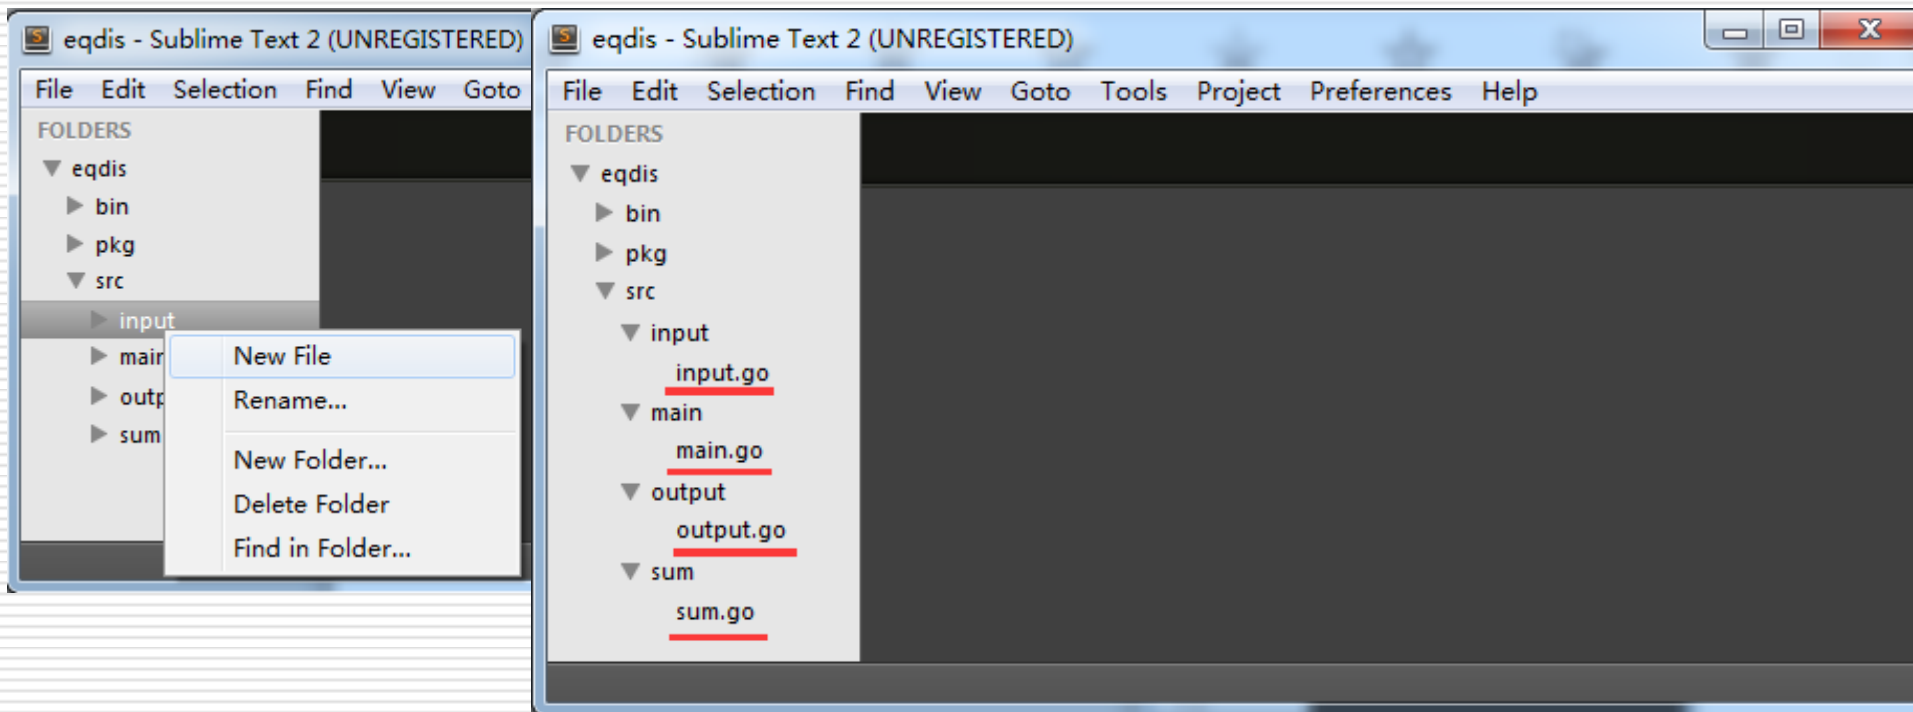 eqdis - Sublime Text 2 (UNREGISTERED)
File Edit Selection Find View Goto
FOLDERS
eqdis
bin
pkg
src
input
main
outp
sum
New File
Rename...
New Folder...
Delete Folder
Find in Folder...
eqdis - Sublime Text 2 (UNREGISTERED)
File Edit Selection Find View Goto Tools Project Preferences Help
FOLDERS
eqdis
bin
pkg
src
input
input.go
main
main.go
output
output.go
sum
sum.go